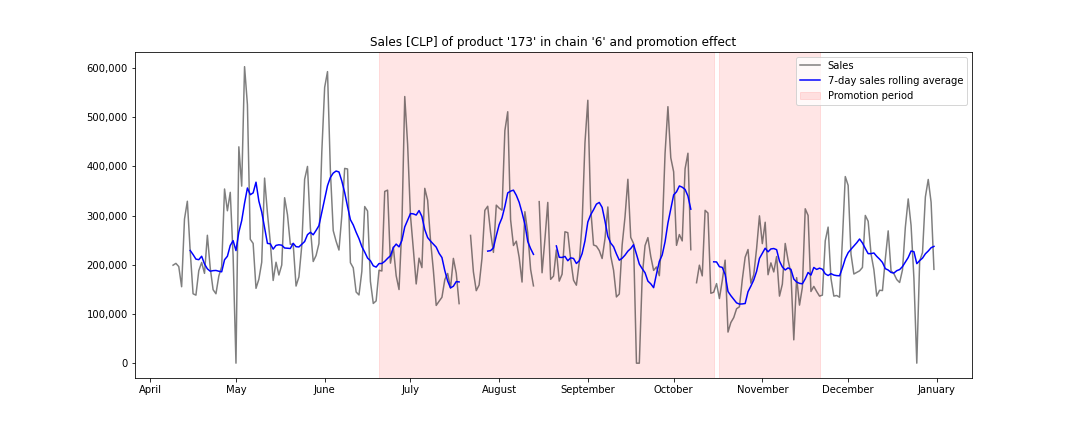 Sales [CLP] of product '173' in chain '6' and promotion effect
600,000
500,000
400,000
300,000
200,000
100,000
0
Sales
7-day sales rolling average
Promotion period
April May June July August September October November December January